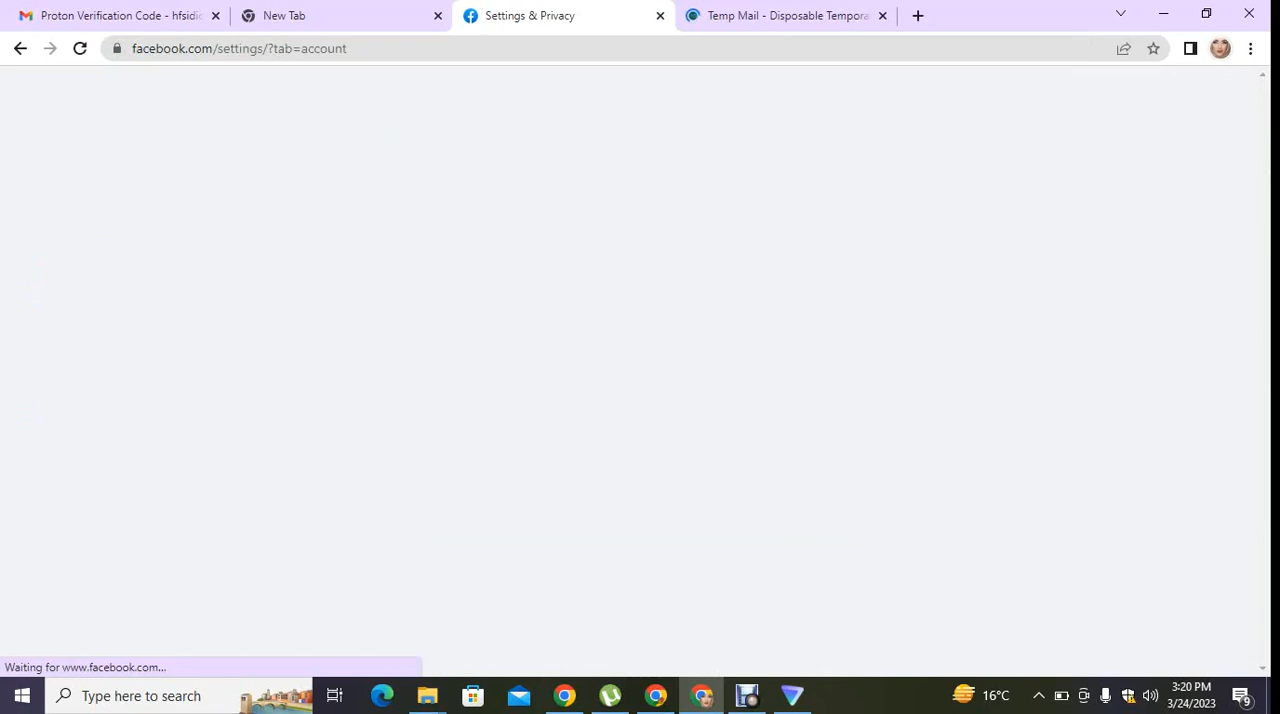 Proton Verification Code - hfsidic
New Tab
Settings & Privacy
Temp Mail - Disposable Tempora
facebook.com/settings/?tab=account
Waiting for www.facebook.com...
Type here to search
16°C
3:20 PM
3/24/2023
9